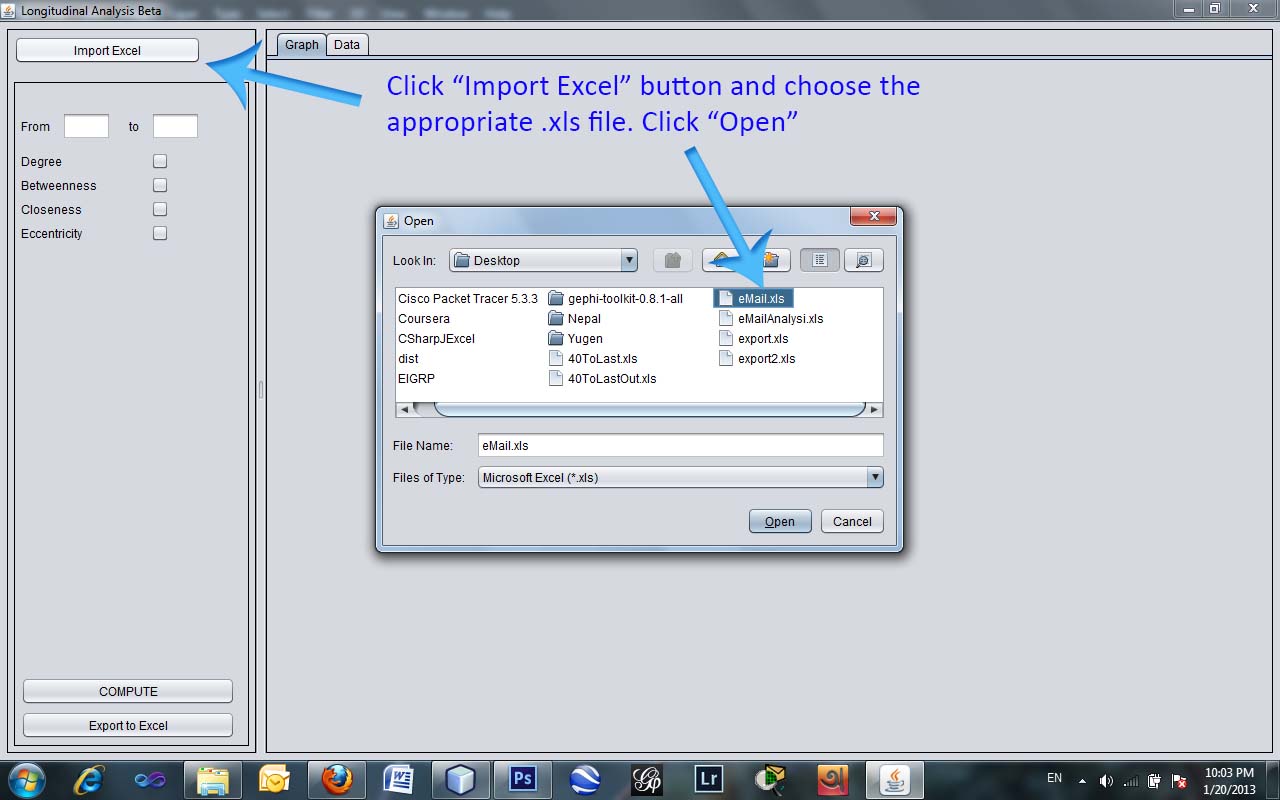 Longitudinal Analysis Beta
Import Excel
Graph
Data
Click “Import Excel” button and choose the
appropriate .xls file. Click “Open”
From to
Degree
Betweenness
Closeness
Eccentricity
Open
Look In: Desktop
Cisco Packet Tracer 5.3.3
Coursera
CSharpJExcel
dist
EIGRP
gephi-toolkit-0.8.1-all
Nepal
Yugen
40ToLast.xls
40ToLastOut.xls
eMail.xls
eMailAnalysi.xls
export.xls
export2.xls
File Name: eMail.xls
Files of Type: Microsoft Excel (*.xls)
Open
Cancel
COMPUTE
Export to Excel
Ps
Lr
EN
10:03 PM
1/20/2013